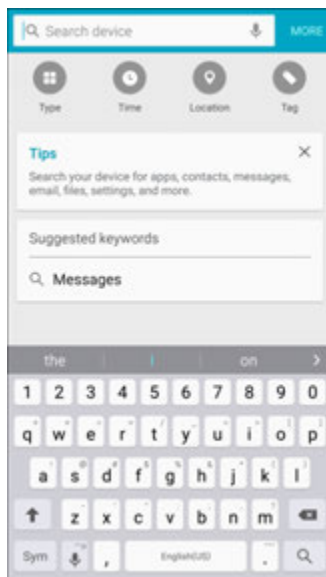 Search device
MORE
Type Time Location Tag
Tips
Search your device for apps, contacts, messages,
email, files, settings, and more.
Suggested keywords
Messages
the i on
1 2 3 4 5 6 7 8 9 0
q w e r t y u i o p
a s d f g h j k l
z x c v b n m
Sym , English(US) .